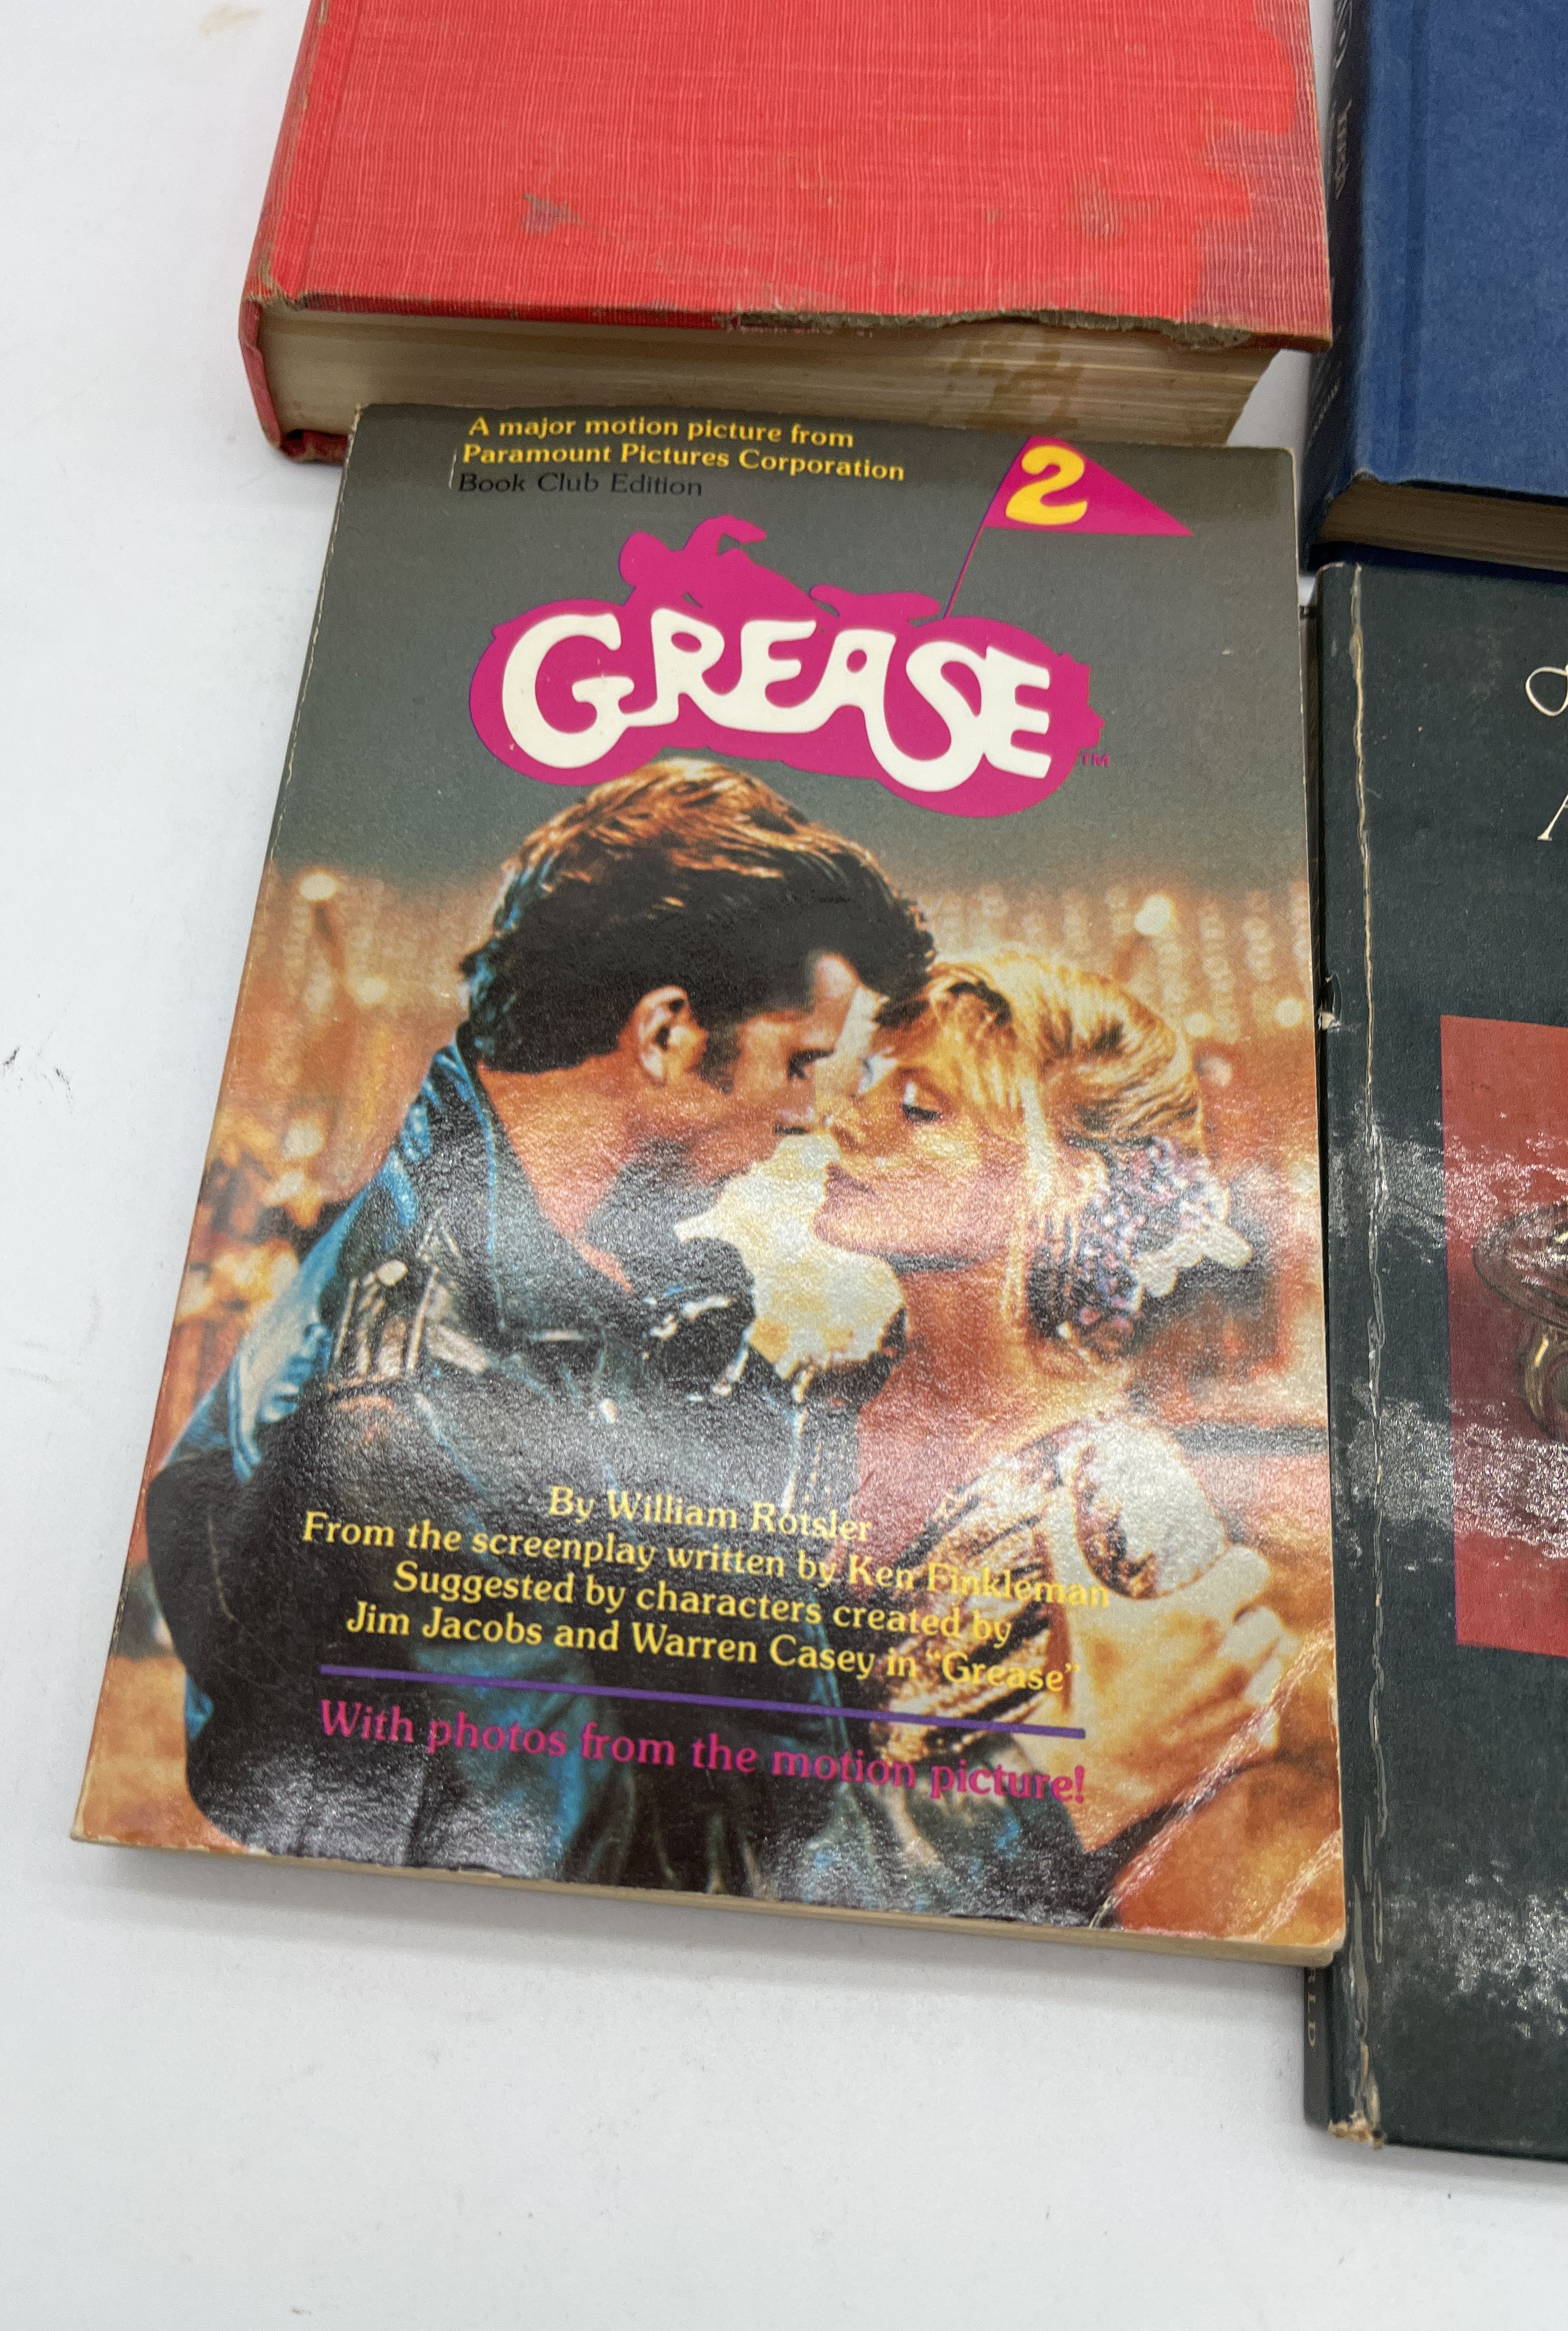 A major motion picture from
Paramount Pictures Corporation
Book Club Edition
2
GREASE™
By William Rotsler
From the screenplay written by Ken Finkleman
Suggested by characters created by
Jim Jacobs and Warren Casey in "Grease"
With photos from the motion picture!